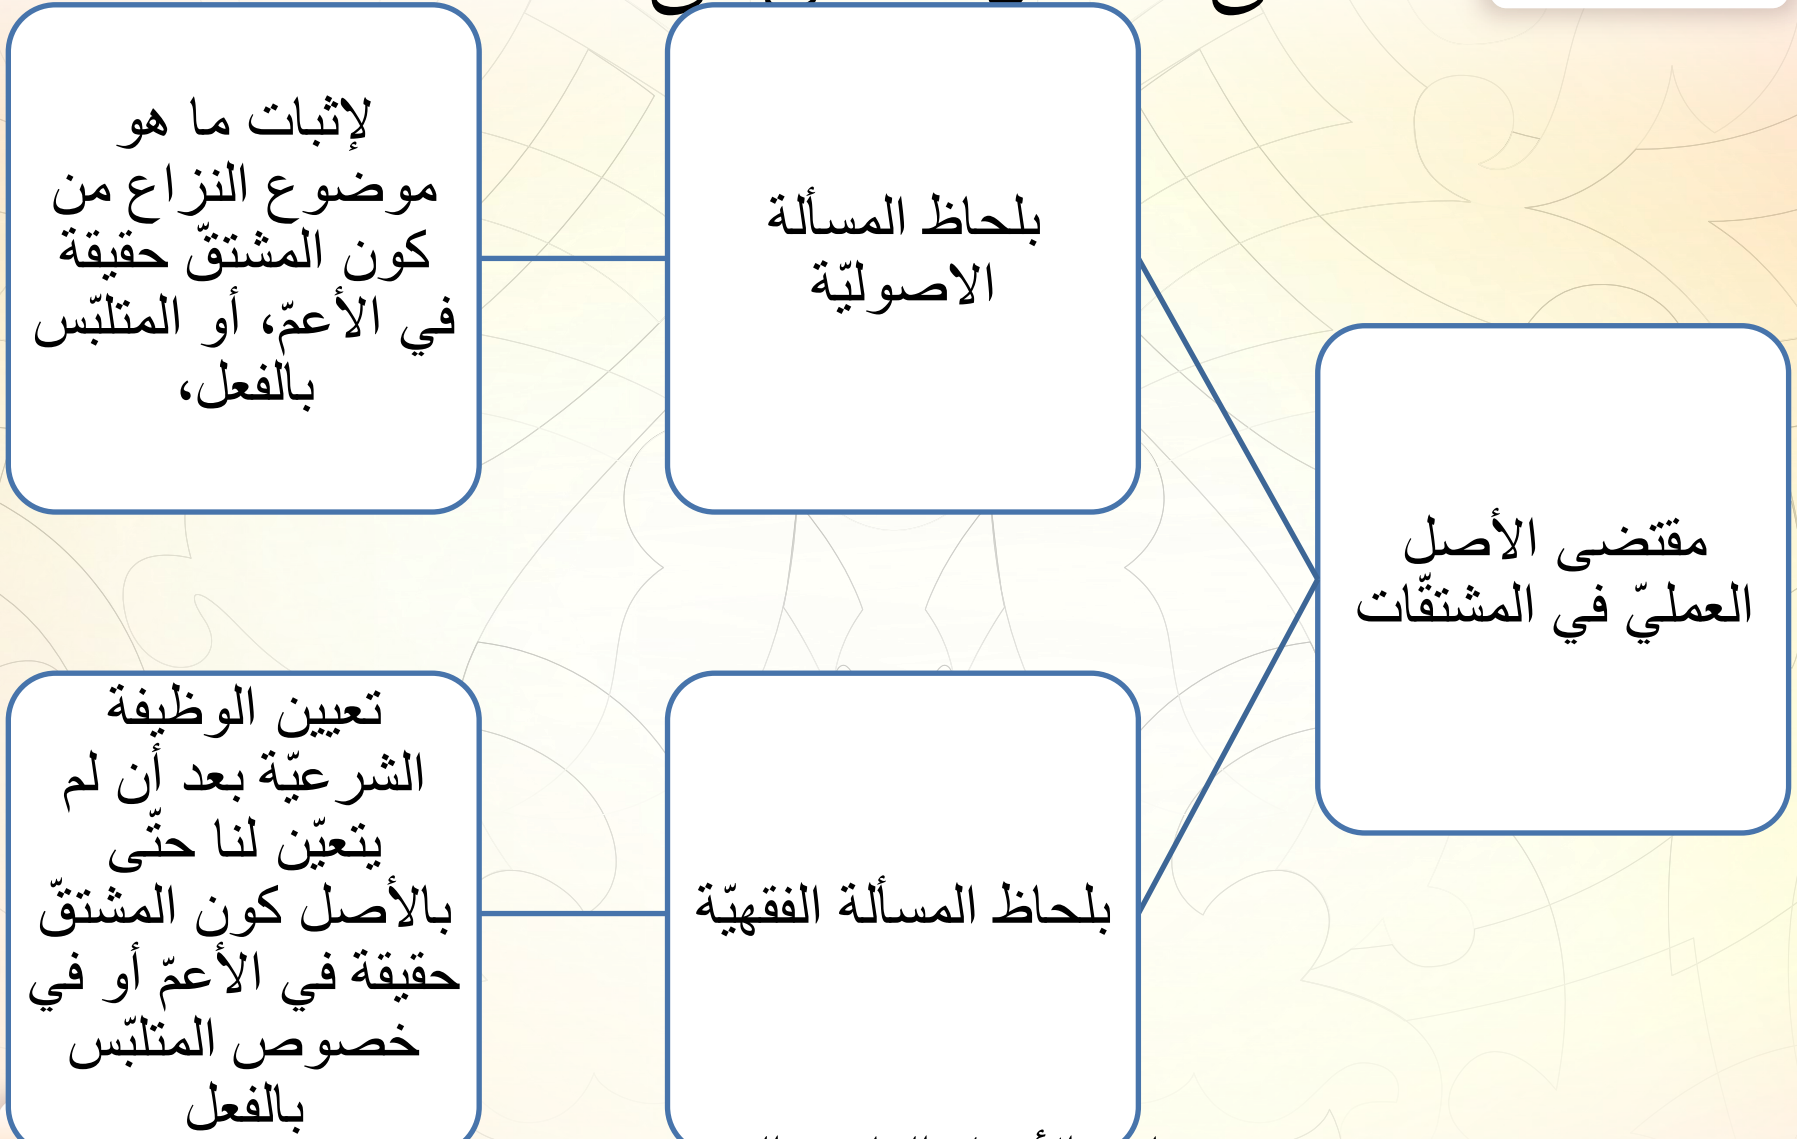 مقتضى الأصل
العمليّ في المشتقّات
بلحاظ المسألة
الاصوليّة
لإثبات ما هو
موضوع النزاع من
كون المشتقّ حقيقة
في الأعمّ، أو المتلبّس
بالفعل،
بلحاظ المسألة الفقهيّة
تعيين الوظيفة
الشرعيّة بعد أن لم
يتعيّن لنا حتّى
بالأصل كون المشتقّ
حقيقة في الأعمّ أو في
خصوص المتلبّس
بالفعل